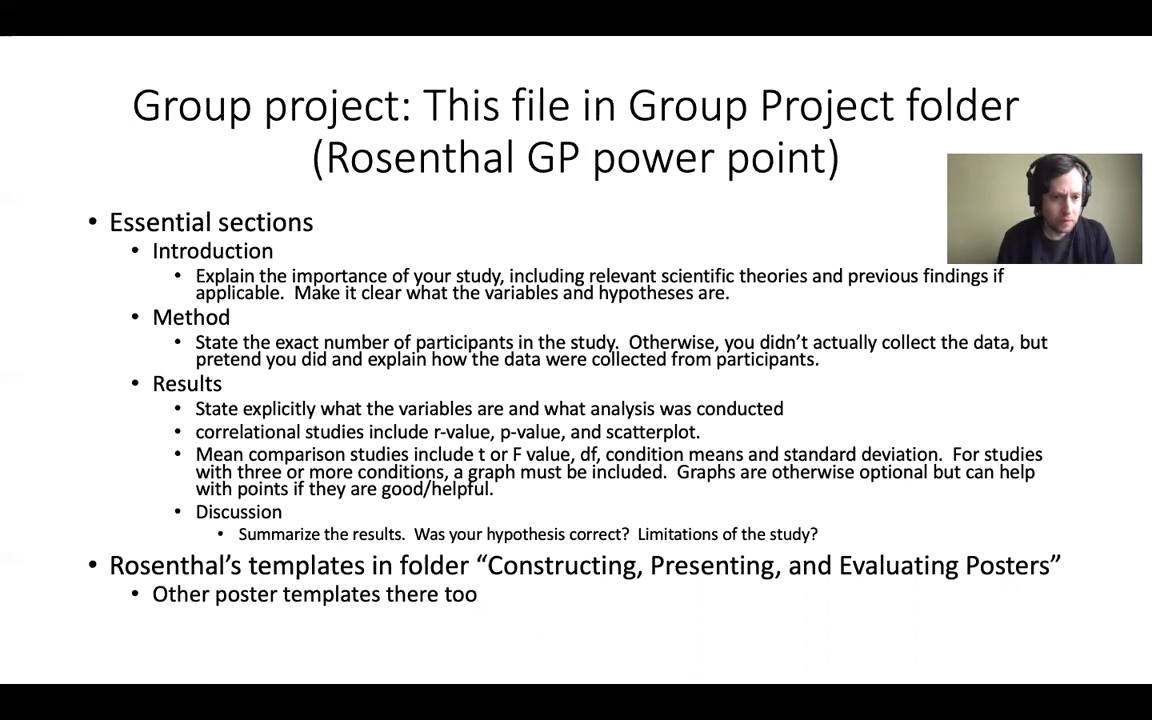 Group project: This file in Group Project folder
(Rosenthal GP power point)
• Essential sections
• Introduction
• Explain the importance of your study, including relevant scientific theories and previous findings if
applicable.  Make it clear what the variables and hypotheses are.
• Method
• State the exact number of participants in the study.  Otherwise, you didn’t actually collect the data, but
pretend you did and explain how the data were collected from participants.
• Results
• State explicitly what the variables are and what analysis was conducted
• correlational studies include r-value, p-value, and scatterplot.
• Mean comparison studies include t or F value, df, condition means and standard deviation.  For studies
with three or more conditions, a graph must be included.  Graphs are otherwise optional but can help
with points if they are good/helpful.
• Discussion
• Summarize the results.  Was your hypothesis correct?  Limitations of the study?
• Rosenthal’s templates in folder “Constructing, Presenting, and Evaluating Posters”
• Other poster templates there too